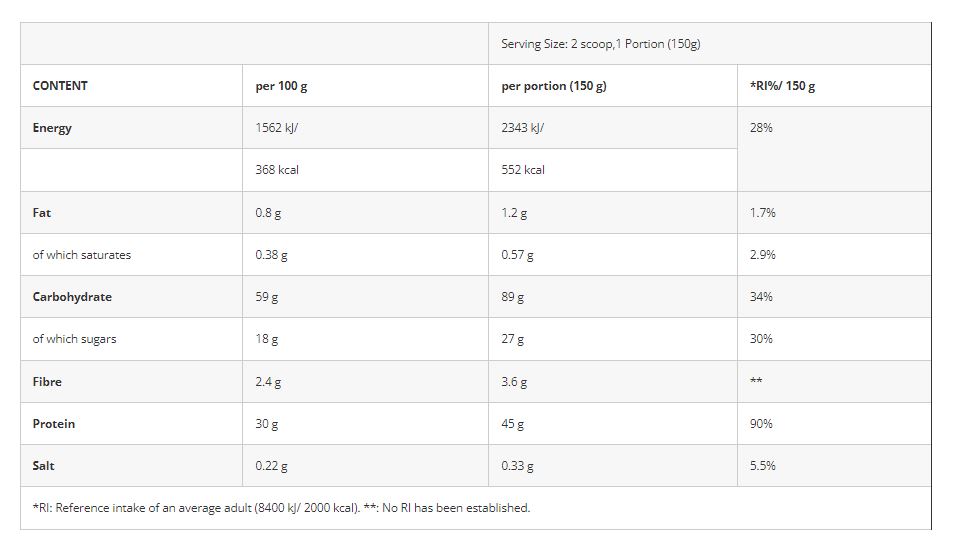 Serving Size: 2 scoop,1 Portion (150g)
CONTENT per 100 g per portion (150 g) *RI%/ 150 g
Energy 1562 kJ/ 2343 kJ/ 28%
368 kcal 552 kcal
Fat 0.8 g 1.2 g 1.7%
of which saturates 0.38 g 0.57 g 2.9%
Carbohydrate 59 g 89 g 34%
of which sugars 18 g 27 g 30%
Fibre 2.4 g 3.6 g **
Protein 30 g 45 g 90%
Salt 0.22 g 0.33 g 5.5%
*RI: Reference intake of an average adult (8400 kJ/ 2000 kcal). **: No RI has been established.